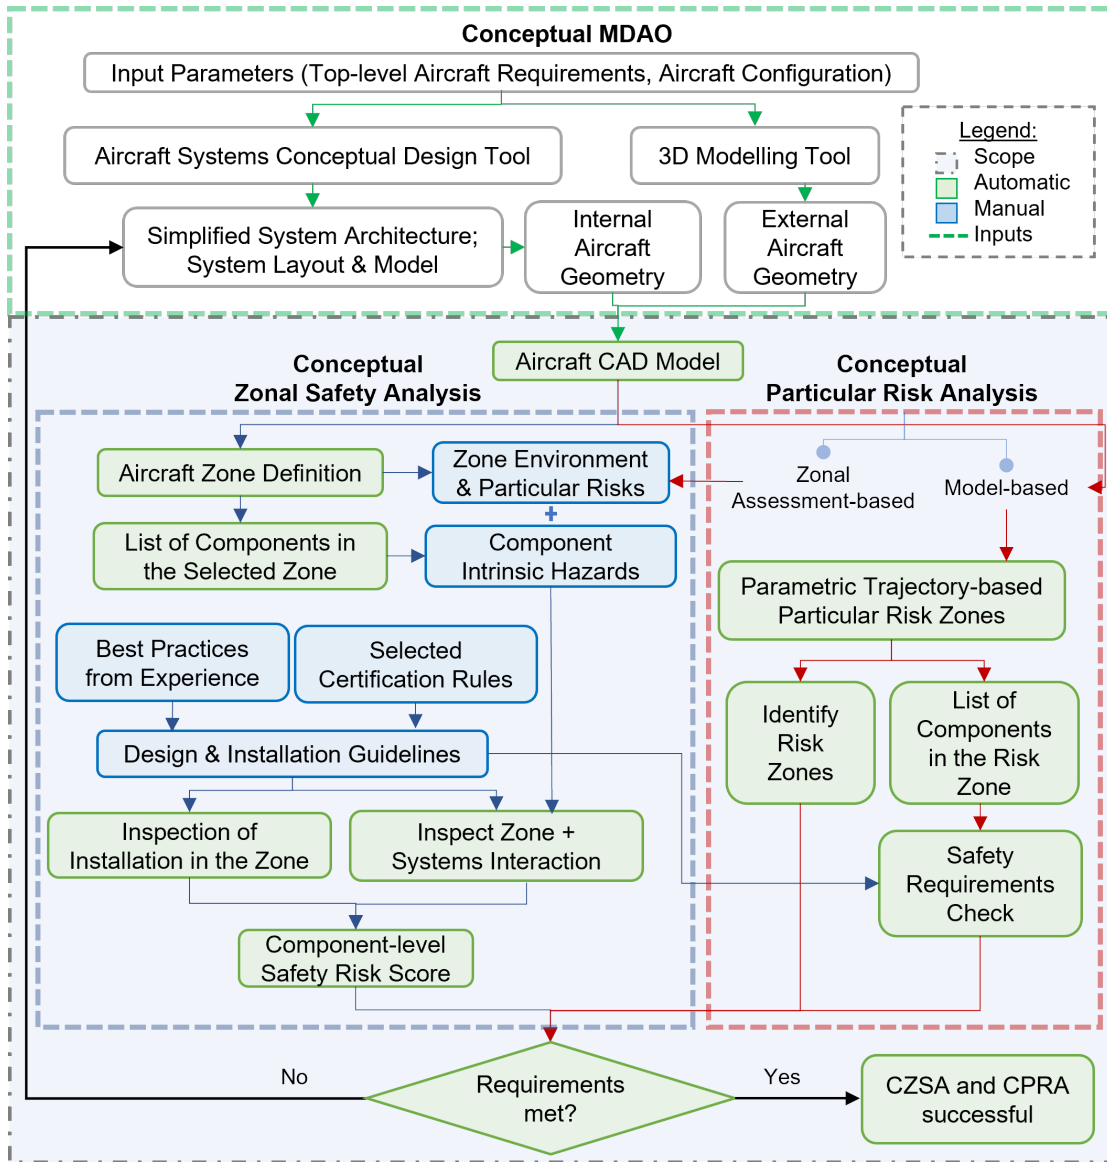 Conceptual MDAO
Input Parameters (Top-level Aircraft Requirements, Aircraft Configuration)
Aircraft Systems Conceptual Design Tool
3D Modelling Tool
Legend:
Scope
Automatic
Manual
Inputs
Simplified System Architecture;
System Layout & Model
Internal
Aircraft
Geometry
External
Aircraft
Geometry
Aircraft CAD Model
Conceptual
Zonal Safety Analysis
Conceptual
Particular Risk Analysis
Aircraft Zone Definition
Zone Environment
& Particular Risks
+
Zonal
Assessment-based
Model-based
List of Components in
the Selected Zone
Component
Intrinsic Hazards
Parametric Trajectory-based
Particular Risk Zones
Best Practices
from Experience
Selected
Certification Rules
Identify
Risk
Zones
List of
Components
in the Risk
Zone
Design & Installation Guidelines
Inspection of
Installation in the Zone
Inspect Zone +
Systems Interaction
Safety
Requirements
Check
Component-level
Safety Risk Score
Requirements
met?
No
Yes
CZSA and CPRA
successful